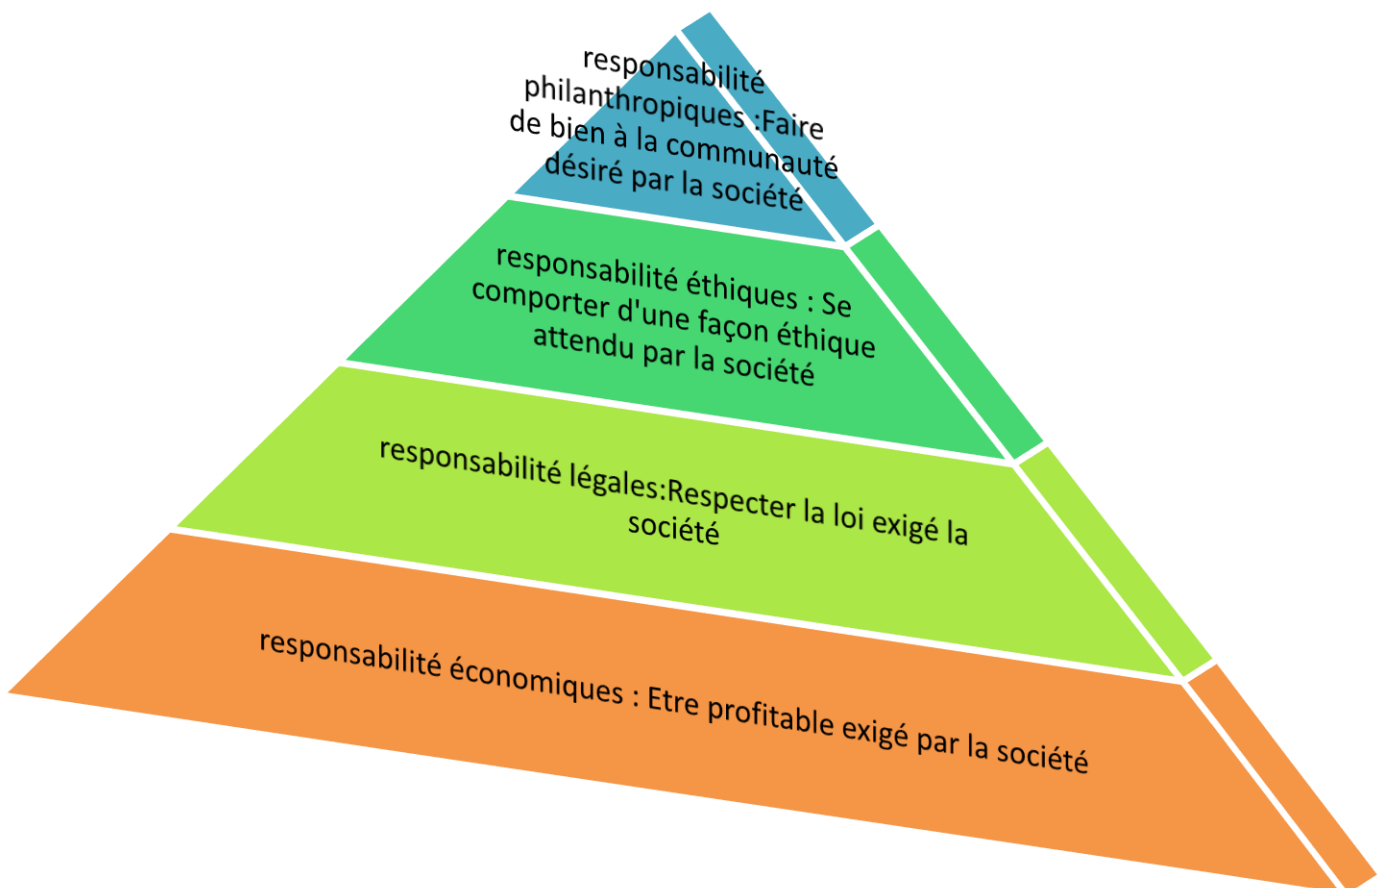 responsabilité
philanthropiques :Faire
de bien à la communauté
désiré par la société
responsabilité éthiques : Se
comporter d'une façon éthique
attendu par la société
responsabilité légales:Respecter la loi exigé la
société
responsabilité économiques : Etre profitable exigé par la société